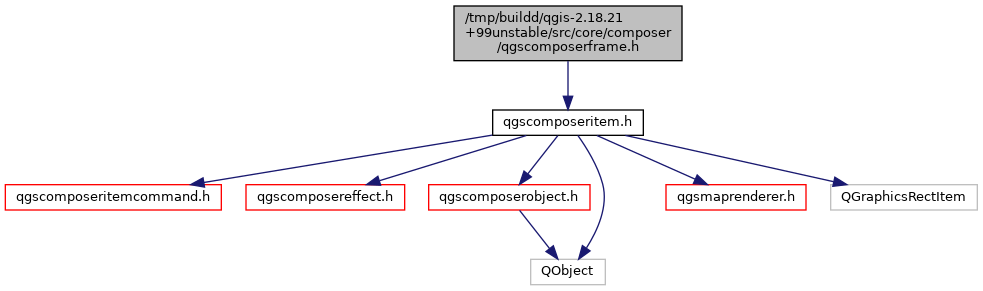 /tmp/buildd/qgis-2.18.21
+99unstable/src/core/composer
/qgscomposerframe.h
qgscomposeritem.h
qgscomposeritemcommand.h
qgscomposereffect.h
qgscomposerobject.h
qgsmaprenderer.h
QGraphicsRectItem
QObject